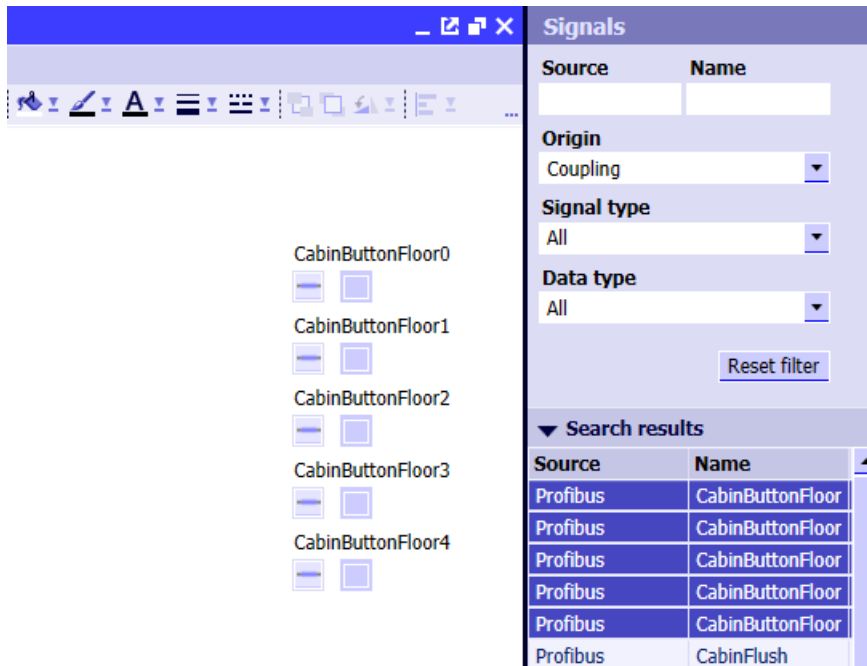 Signals
Source Name
Origin
Coupling
Signal type
All
Data type
All
Reset filter
CabinButtonFloor0
CabinButtonFloor1
CabinButtonFloor2
CabinButtonFloor3
CabinButtonFloor4
A
...
Search results
Source Name
Profibus CabinButtonFloor
Profibus CabinButtonFloor
Profibus CabinButtonFloor
Profibus CabinButtonFloor
Profibus CabinButtonFloor
Profibus CabinFlush